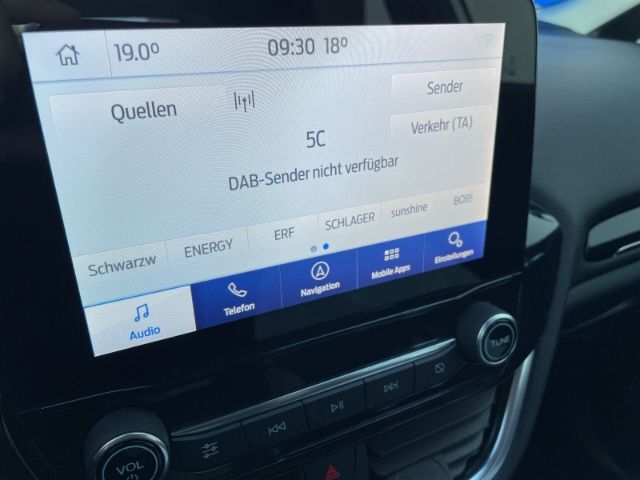 19.0° 09:30 18°
Quellen
Sender
Verkehr (TA)
5C
DAB-Sender nicht verfügbar
Schwarzw ENERGY ERF SCHLAGER sunshine BOB!
Audio Telefon Navigation Mobile Apps Einstellungen
VOL
TUNE